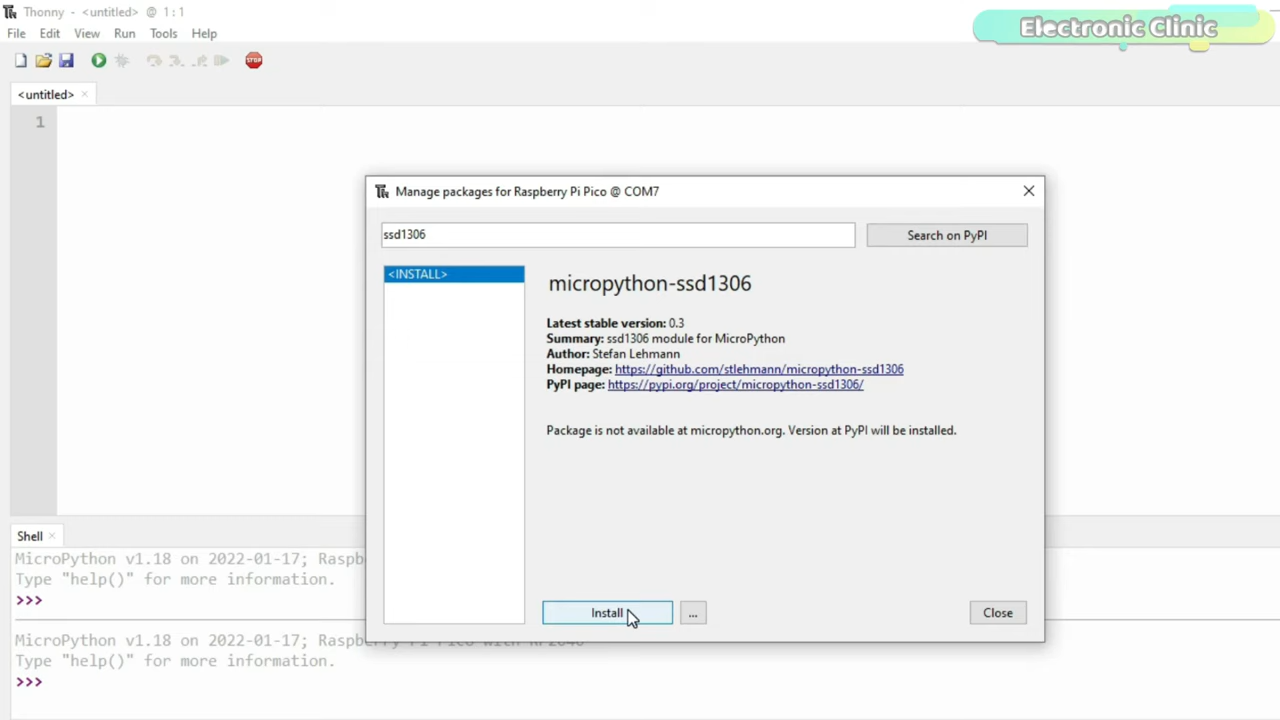 Thonny - <untitled> @ 1 : 1
Electronic Clinic
File Edit View Run Tools Help
STOP
<untitled>
1
Manage packages for Raspberry Pi Pico @ COM7
ssd1306
Search on PyPI
<INSTALL>
micropython-ssd1306
Latest stable version: 0.3
Summary: ssd1306 module for MicroPython
Author: Stefan Lehmann
Homepage: https://github.com/stlehmann/micropython-ssd1306
PyPI page: https://pypi.org/project/micropython-ssd1306/
Package is not available at micropython.org. Version at PyPI will be installed.
Install
...
Close
Shell
MicroPython v1.18 on 2022-01-17; Raspb
Type "help()" for more information.
>>>
MicroPython v1.18 on 2022-01-17; Raspberry Pi Pico with RP2040
Type "help()" for more information.
>>>